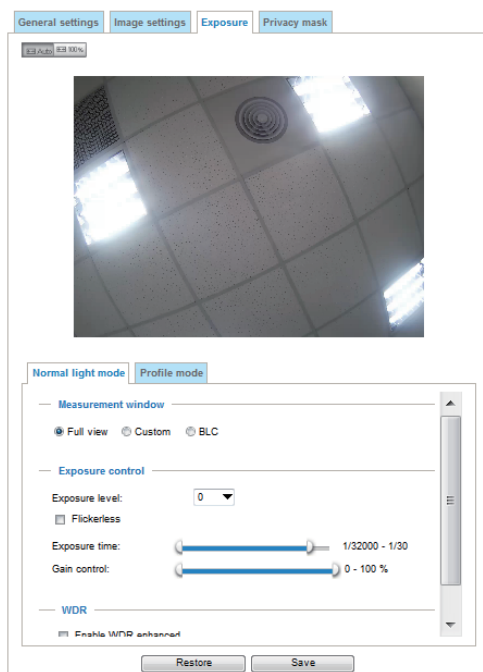 General settings Image settings Exposure Privacy mask
Auto 100%
Normal light mode Profile mode
Measurement window
Full view Custom BLC
Exposure control
Exposure level: 0
Flickerless
Exposure time: 1/32000 - 1/30
Gain control: 0 - 100 %
WDR
Enable WDR enhanced
Restore Save